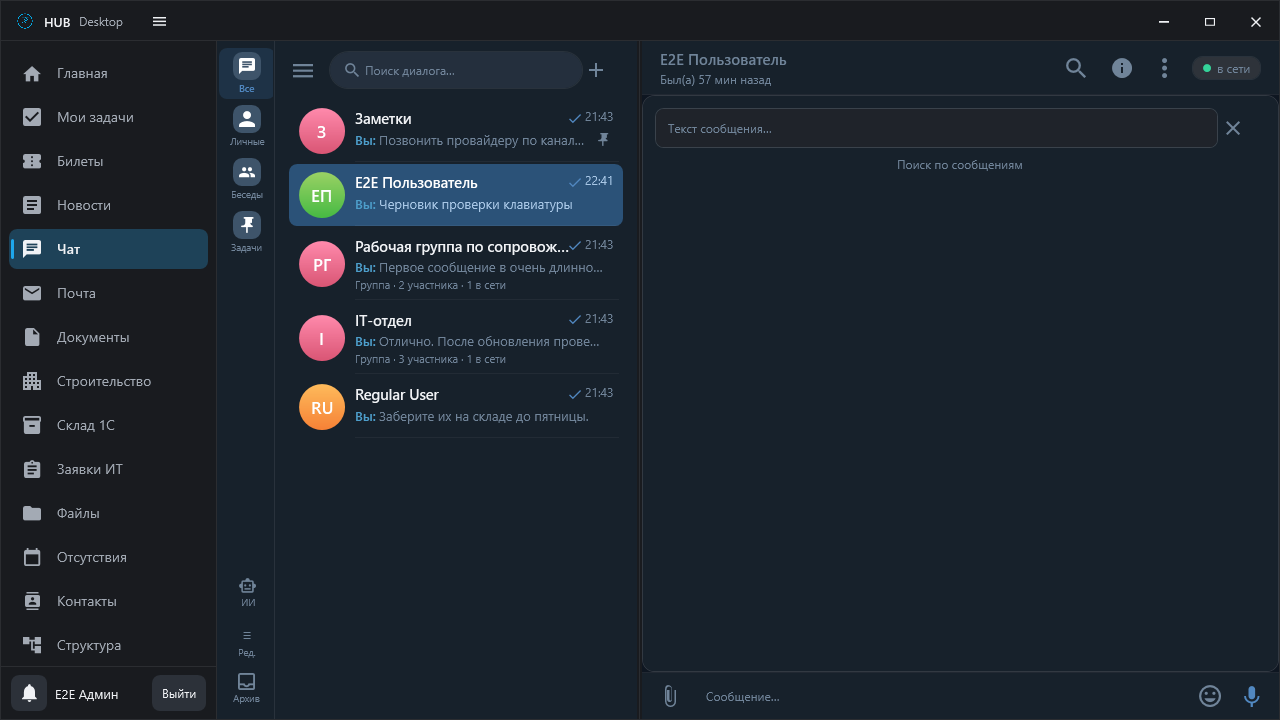 HUB Desktop
Главная
Мои задачи
Билеты
Новости
Чат
Почта
Документы
Строительство
Склад 1С
Заявки ИТ
Файлы
Отсутствия
Контакты
Структура
E2E Админ
Выйти
Все
Личные
Беседы
Задачи
ИИ
Ред.
Архив
Поиск диалога...
З
Заметки
21:43
Вы: Позвонить провайдеру по канал...
ЕП
E2E Пользователь
22:41
Вы: Черновик проверки клавиатуры
РГ
Рабочая группа по сопровож...
21:43
Вы: Первое сообщение в очень длинно...
Группа · 2 участника · 1 в сети
I
IT-отдел
21:43
Вы: Отлично. После обновления прове...
Группа · 3 участника · 1 в сети
RU
Regular User
21:43
Вы: Заберите их на складе до пятницы.
E2E Пользователь
Был(а) 57 мин назад
в сети
Текст сообщения...
Поиск по сообщениям
Сообщение...